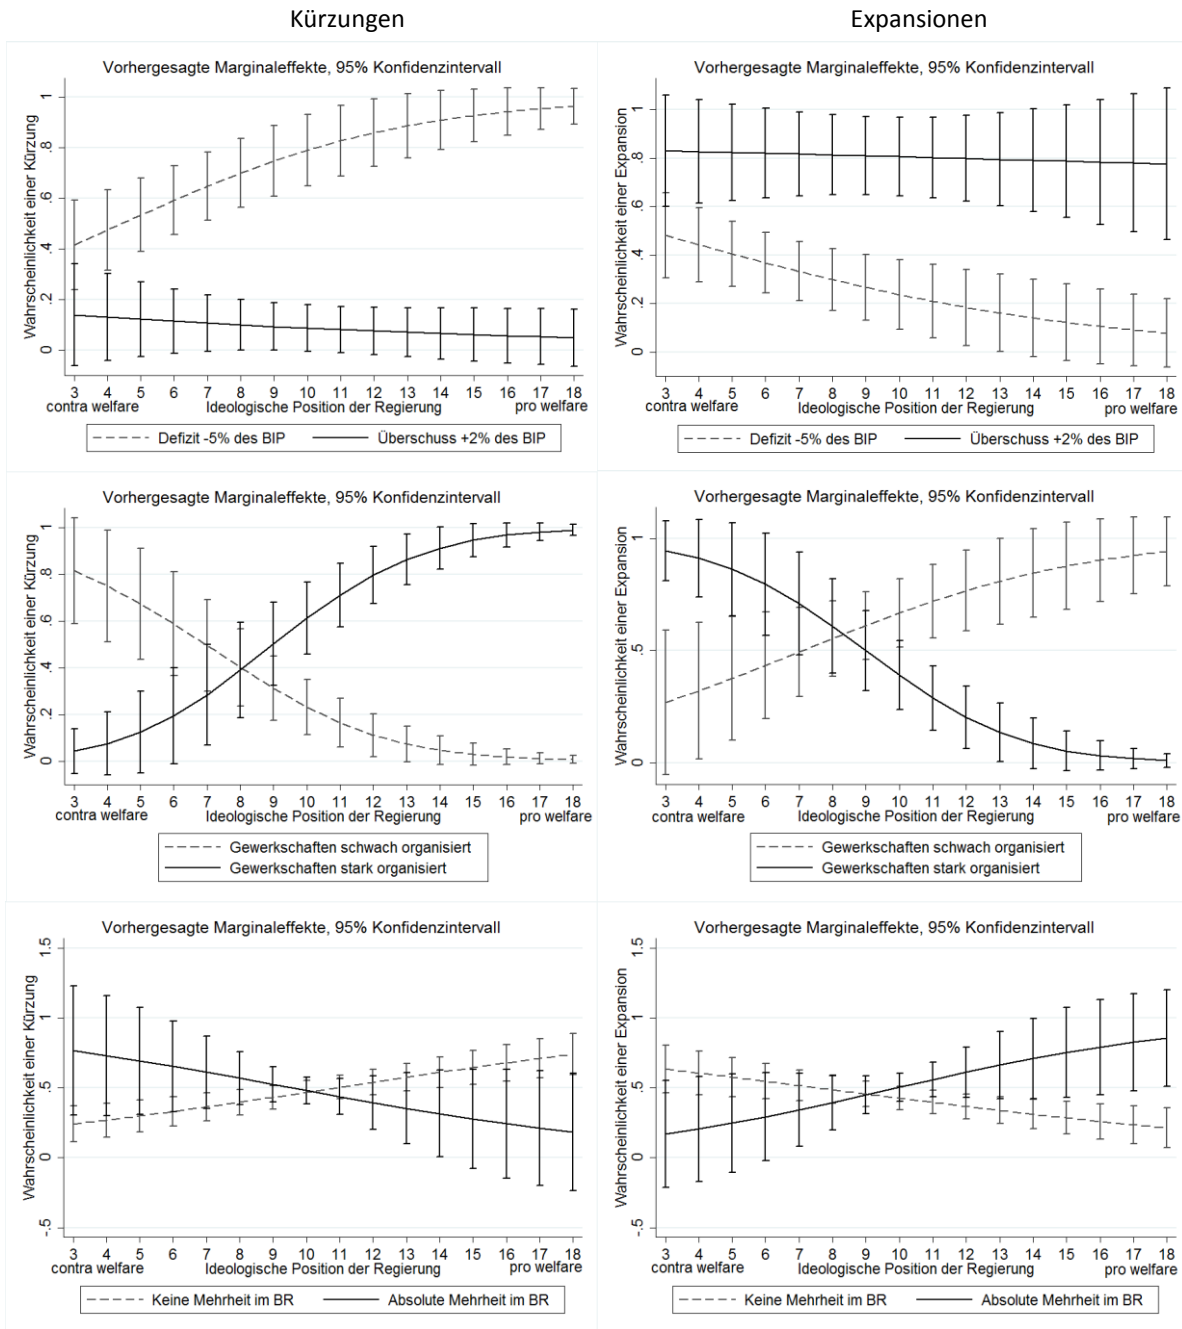 Kürzungen
Expansionen
Vorhergesagte Marginaleffekte, 95% Konfidenzintervall
Wahrscheinlichkeit einer Kürzung
1
.8
.6
.4
.2
0
3 4 5 6 7 8 9 10 11 12 13 14 15 16 17 18
contra welfare Ideologische Position der Regierung pro welfare
Defizit -5% des BIP Überschuss +2% des BIP
Vorhergesagte Marginaleffekte, 95% Konfidenzintervall
Wahrscheinlichkeit einer Expansion
1
.8
.6
.4
.2
0
3 4 5 6 7 8 9 10 11 12 13 14 15 16 17 18
contra welfare Ideologische Position der Regierung pro welfare
Defizit -5% des BIP Überschuss +2% des BIP
Vorhergesagte Marginaleffekte, 95% Konfidenzintervall
Wahrscheinlichkeit einer Kürzung
1
.8
.6
.4
.2
0
3 4 5 6 7 8 9 10 11 12 13 14 15 16 17 18
contra welfare Ideologische Position der Regierung pro welfare
Gewerkschaften schwach organisiert
Gewerkschaften stark organisiert
Vorhergesagte Marginaleffekte, 95% Konfidenzintervall
Wahrscheinlichkeit einer Expansion
1
.5
0
3 4 5 6 7 8 9 10 11 12 13 14 15 16 17 18
contra welfare Ideologische Position der Regierung pro welfare
Gewerkschaften schwach organisiert
Gewerkschaften stark organisiert
Vorhergesagte Marginaleffekte, 95% Konfidenzintervall
Wahrscheinlichkeit einer Kürzung
1.5
1
.5
0
-.5
3 4 5 6 7 8 9 10 11 12 13 14 15 16 17 18
contra welfare Ideologische Position der Regierung pro welfare
Keine Mehrheit im BR Absolute Mehrheit im BR
Vorhergesagte Marginaleffekte, 95% Konfidenzintervall
Wahrscheinlichkeit einer Expansion
1.5
1
.5
0
-.5
3 4 5 6 7 8 9 10 11 12 13 14 15 16 17 18
contra welfare Ideologische Position der Regierung pro welfare
Keine Mehrheit im BR Absolute Mehrheit im BR